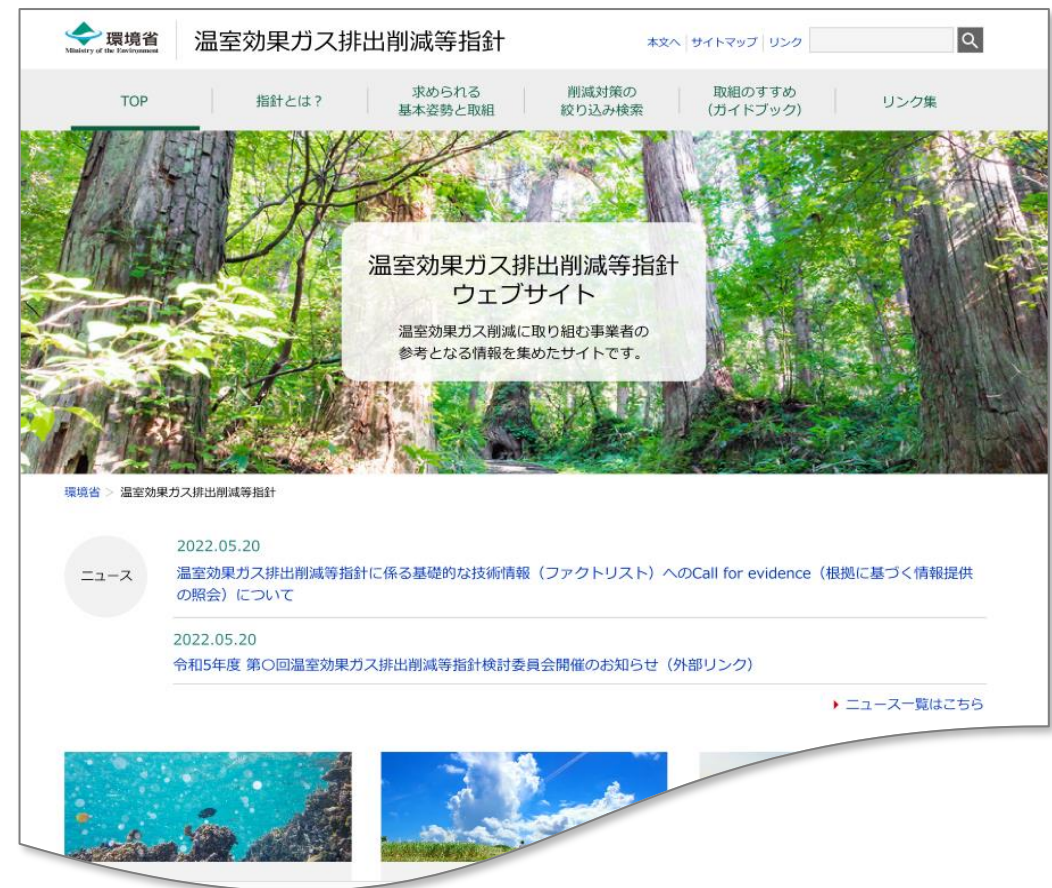 環境省
Ministry of the Environment
温室効果ガス排出削減等指針
本文へ サイトマップ リンク
TOP
指針とは?
求められる
基本姿勢と取組
削減対策の
絞り込み検索
取組のすすめ
(ガイドブック)
リンク集
温室効果ガス排出削減等指針
ウェブサイト
温室効果ガス削減に取り組む事業者の
参考となる情報を集めたサイトです。
環境省 > 温室効果ガス排出削減等指針
ニュース
2022.05.20
温室効果ガス排出削減等指針に係る基礎的な技術情報(ファクトリスト)へのCall for evidence(根拠に基づく情報提供
の照会)について
2022.05.20
令和5年度 第〇回温室効果ガス排出削減等指針検討委員会開催のお知らせ(外部リンク)
ニュース一覧はこちら